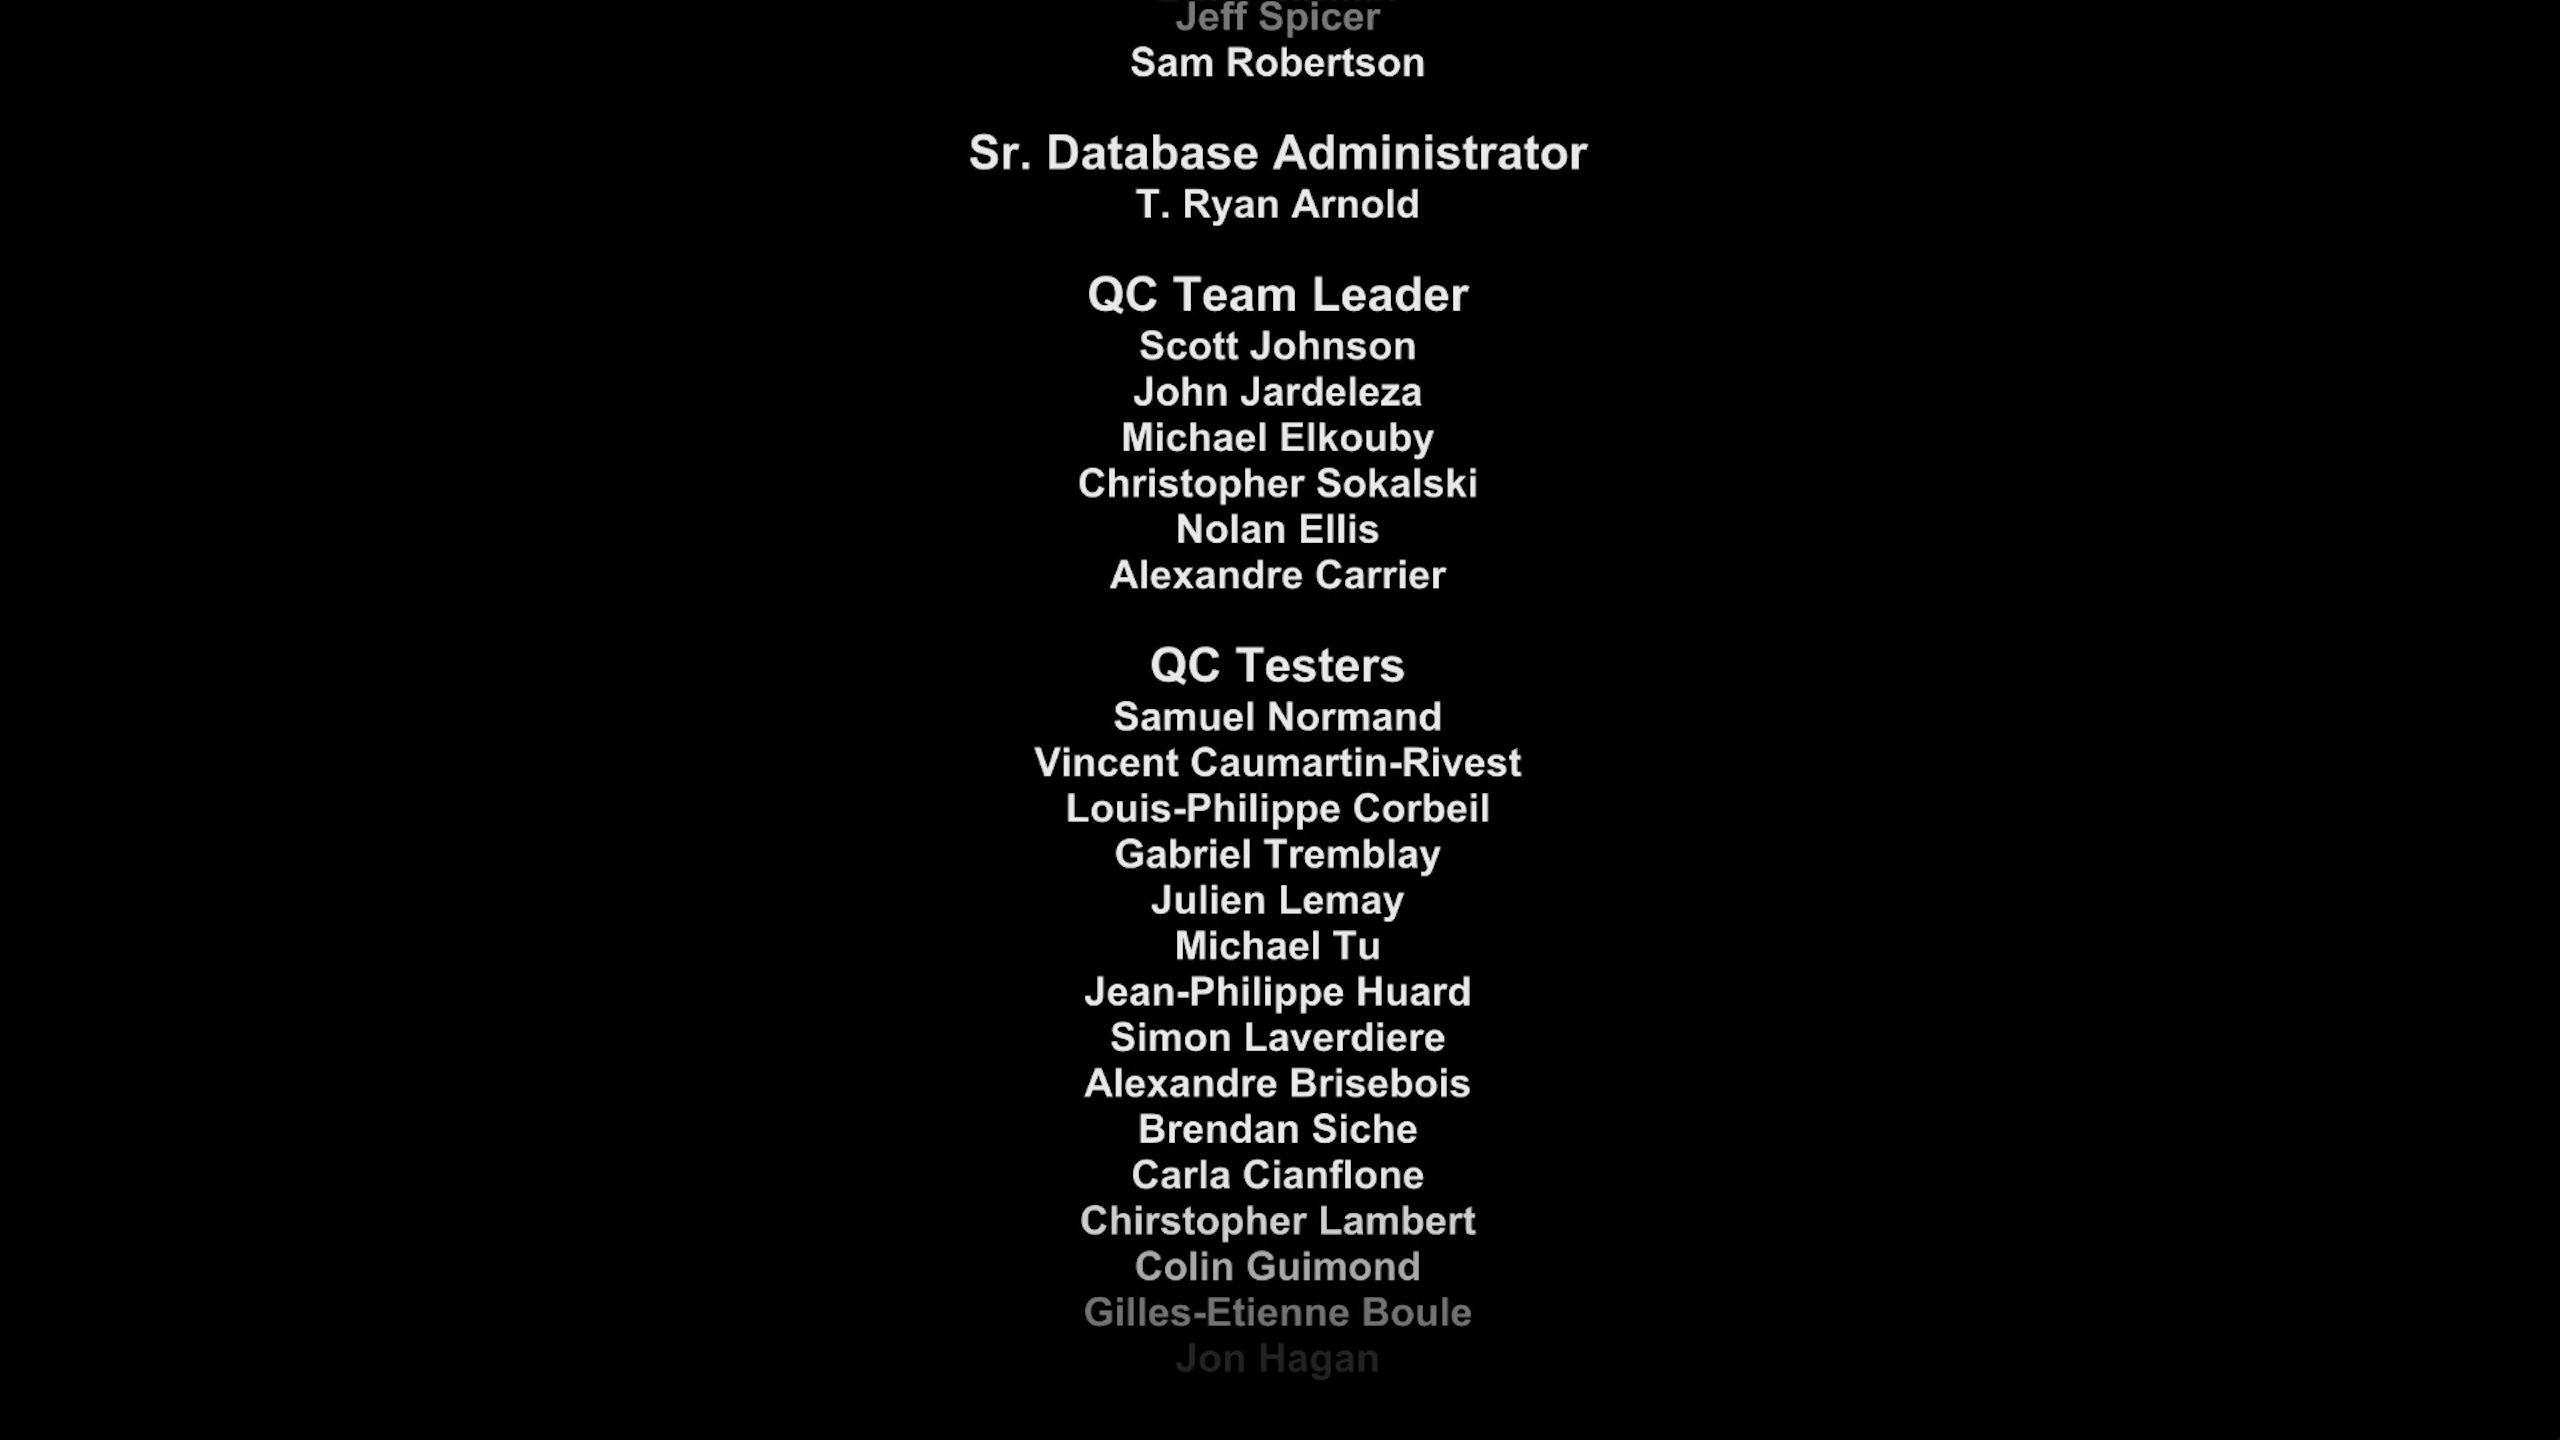 Jeff Spicer
Sam Robertson
Sr. Database Administrator
T. Ryan Arnold
QC Team Leader
Scott Johnson
John Jardeleza
Michael Elkouby
Christopher Sokalski
Nolan Ellis
Alexandre Carrier
QC Testers
Samuel Normand
Vincent Caumartin-Rivest
Louis-Philippe Corbeil
Gabriel Tremblay
Julien Lemay
Michael Tu
Jean-Philippe Huard
Simon Laverdiere
Alexandre Brisebois
Brendan Siche
Carla Cianflone
Chirstopher Lambert
Colin Guimond
Gilles-Etienne Boule
Jon Hagan